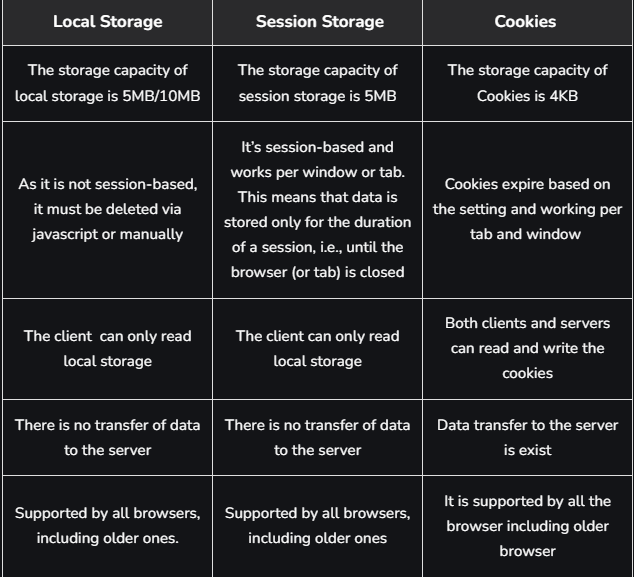 Local Storage
Session Storage
Cookies
The storage capacity of
local storage is 5MB/10MB
The storage capacity of
session storage is 5MB
The storage capacity of
Cookies is 4KB
As it is not session-based,
it must be deleted via
javascript or manually
It's session-based and
works per window or tab.
This means that data is
stored only for the duration
of a session, i.e., until the
browser (or tab) is closed
Cookies expire based on
the setting and working per
tab and window
The client can only read
local storage
The client can only read
local storage
Both clients and servers
can read and write the
cookies
There is no transfer of data
to the server
There is no transfer of data
to the server
Data transfer to the server
is exist
Supported by all browsers,
including older ones.
Supported by all browsers,
including older ones
It is supported by all the
browser including older
browser